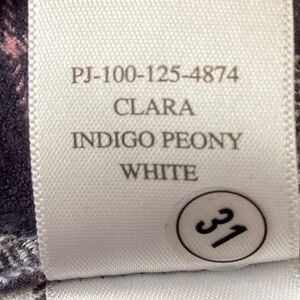 PJ-100-125-4874
CLARA
INDIGO PEONY
WHITE
31